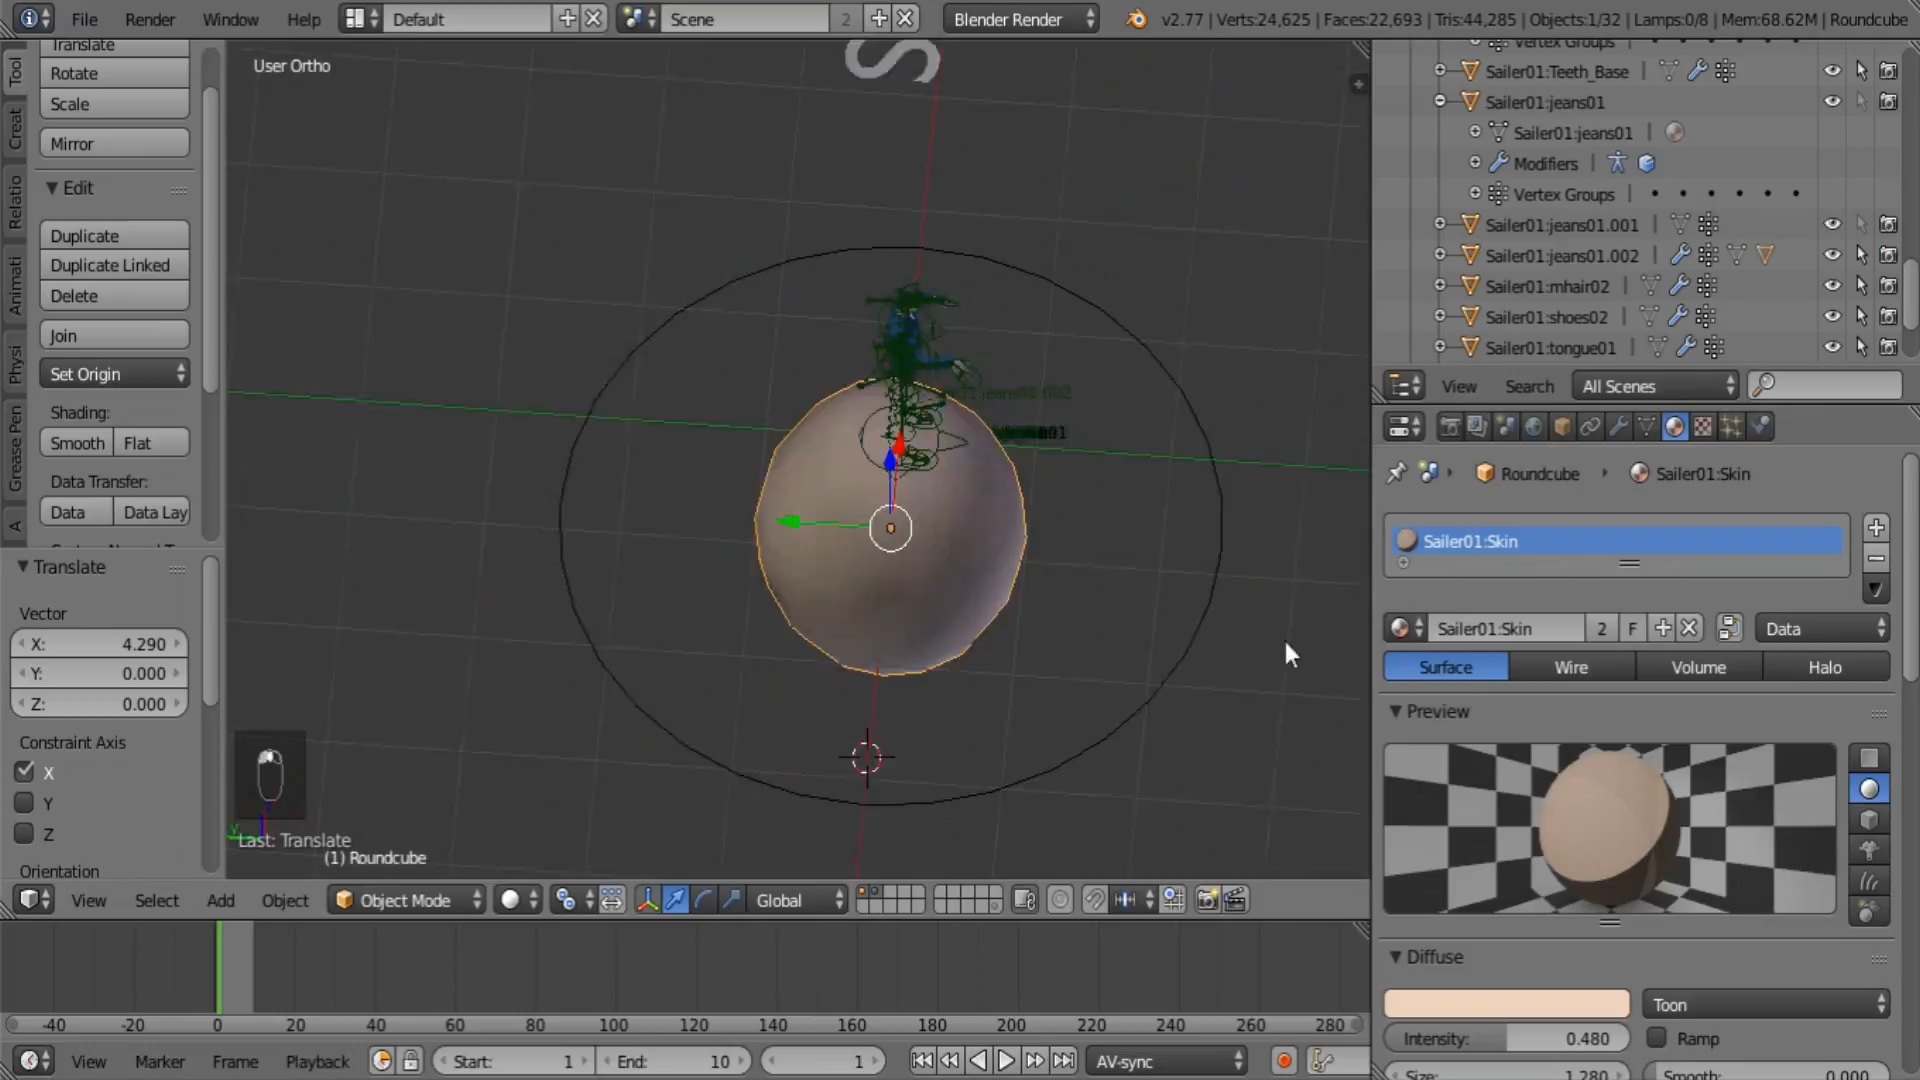 File Render Window Help Default Scene 2 Blender Render v2.77 | Verts:24,625 | Faces:22,693 | Tris:44,285 | Objects:1/32 | Lamps:0/8 | Mem:68.62M | Roundcube
Tool
Creat
Relatio
Animati
Physi
Grease Pen
A
Translate
Rotate
Scale
Mirror
Edit
Duplicate
Duplicate Linked
Delete
Join
Set Origin
Shading:
Smooth Flat
Data Transfer:
Data Data Lay
Translate
Vector
X: 4.290
Y: 0.000
Z: 0.000
Constraint Axis
X
Y
Z
Orientation
User Ortho
S
Last: Translate
(1) Roundcube
View Select Add Object Object Mode Global
-40 -20 0 20 40 60 80 100 120 140 160 180 200 220 240 260 280
View Marker Frame Playback Start: 1 End: 10 1 AV-sync
Vertex Groups
Sailer01:Teeth_Base
Sailer01:jeans01
Sailer01:jeans01
Modifiers
Vertex Groups
Sailer01:jeans01.001
Sailer01:jeans01.002
Sailer01:mhair02
Sailer01:shoes02
Sailer01:tongue01
View Search All Scenes
Roundcube Sailer01:Skin
Sailer01:Skin
Sailer01:Skin 2 F Data
Surface Wire Volume Halo
Preview
Diffuse
Toon
Intensity: 0.480 Ramp
Size: 1.280 Smooth: 0.000